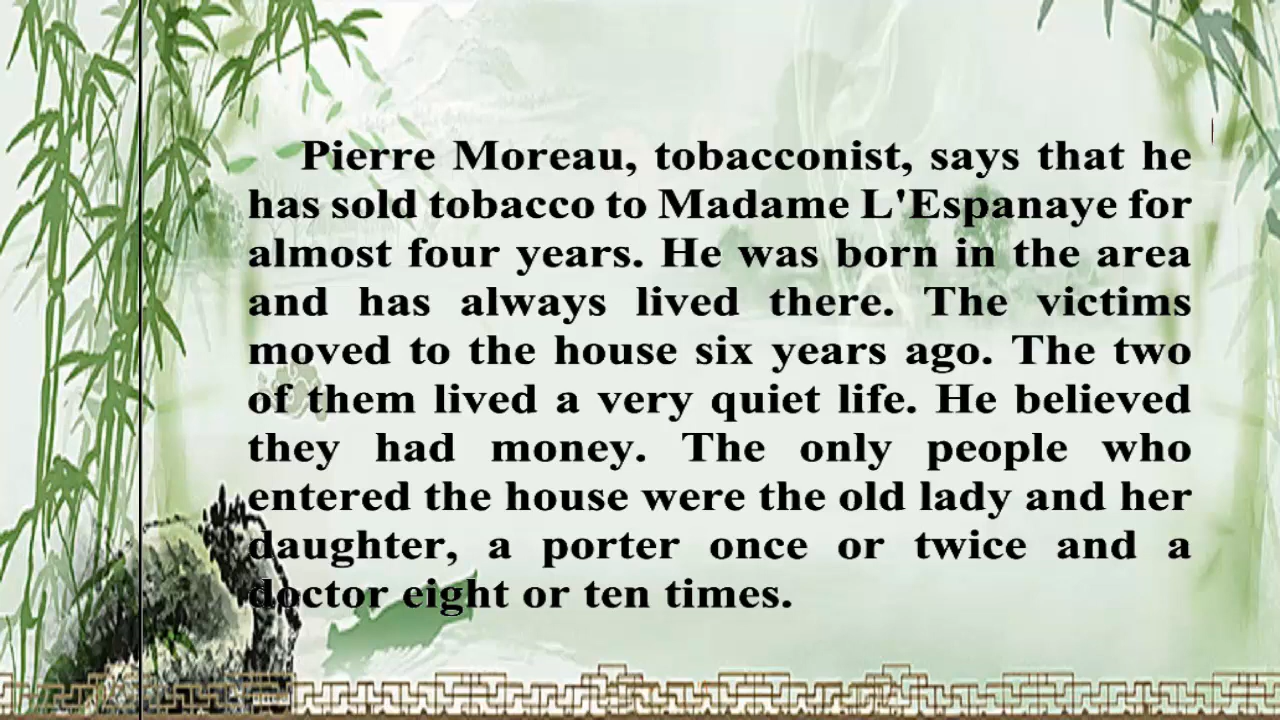 Pierre Moreau, tobacconist, says that he
has sold tobacco to Madame L'Espanaye for
almost four years. He was born in the area
and has always lived there. The victims
moved to the house six years ago. The two
of them lived a very quiet life. He believed
they had money. The only people who
entered the house were the old lady and her
daughter, a porter once or twice and a
doctor eight or ten times.